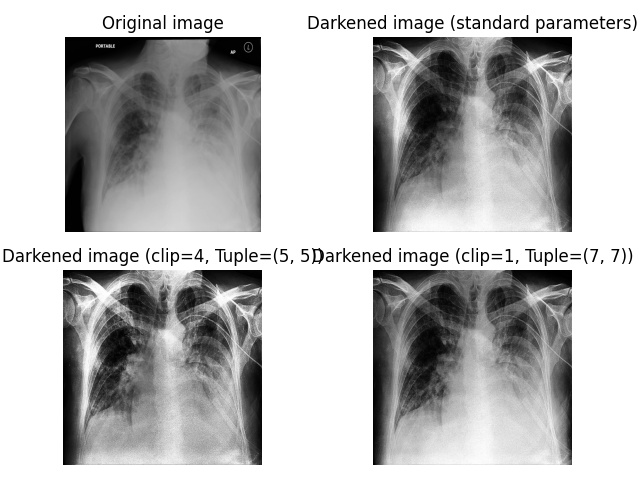 Original image
Darkened image (standard parameters)
PORTABLE
AP
L
Darkened image (clip=4, Tuple=(5, 5))
Darkened image (clip=1, Tuple=(7, 7))